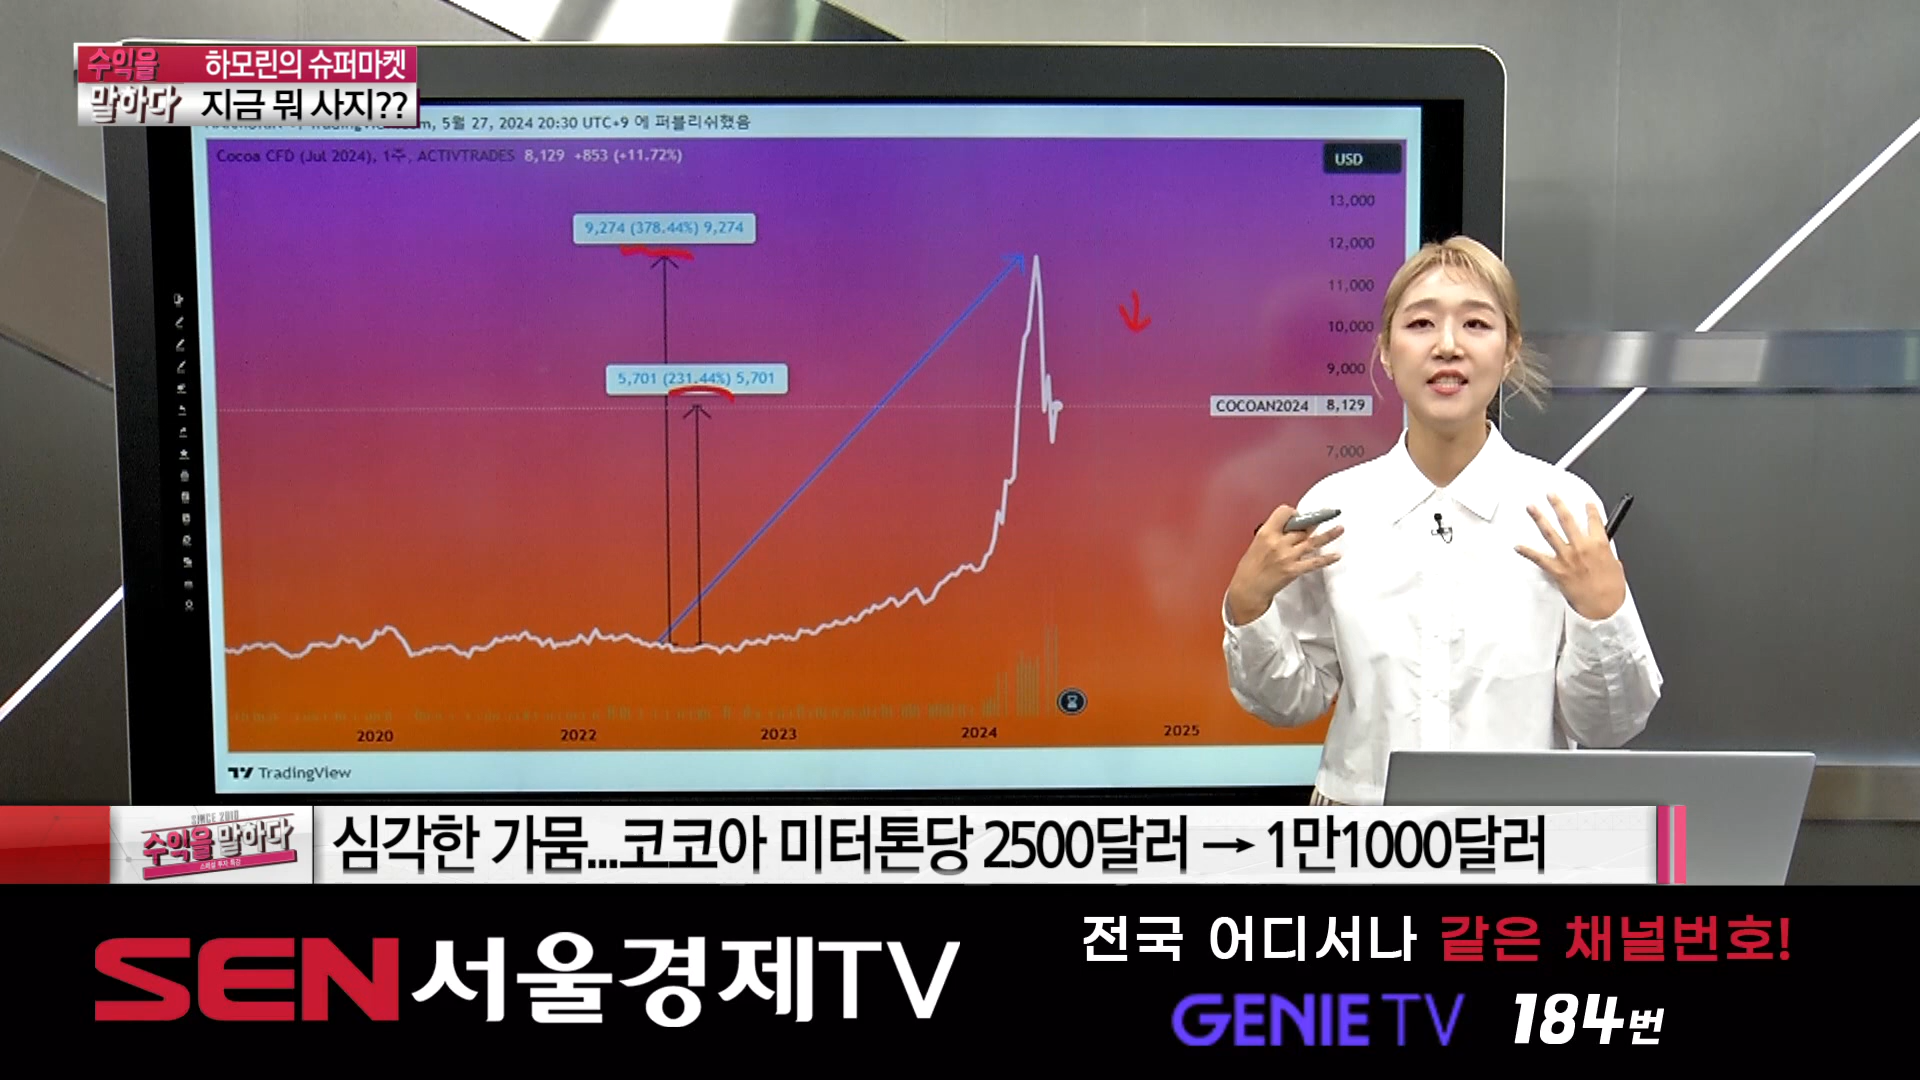 수익을 말하다
하모린의 슈퍼마켓
지금 뭐 사지??
5월 27, 2024 20:30 UTC+9 에 퍼블리쉬했음
Cocoa CFD (Jul 2024), 1주, ACTIVTRADES 8,129 +853 (+11.72%)
USD
13,000
9,274 (378.44%) 9,274
12,000
11,000
10,000
9,000
5,701 (231.44%) 5,701
COCOAN2024 8,129
7,000
2020 2022 2023 2024 2025
TradingView
SINCE 2010
수익을 말하다
심각한 가뭄...코코아 미터톤당 2500달러 → 1만1000달러
SEN서울경제TV
전국 어디서나 같은 채널번호!
GENIE TV 184번